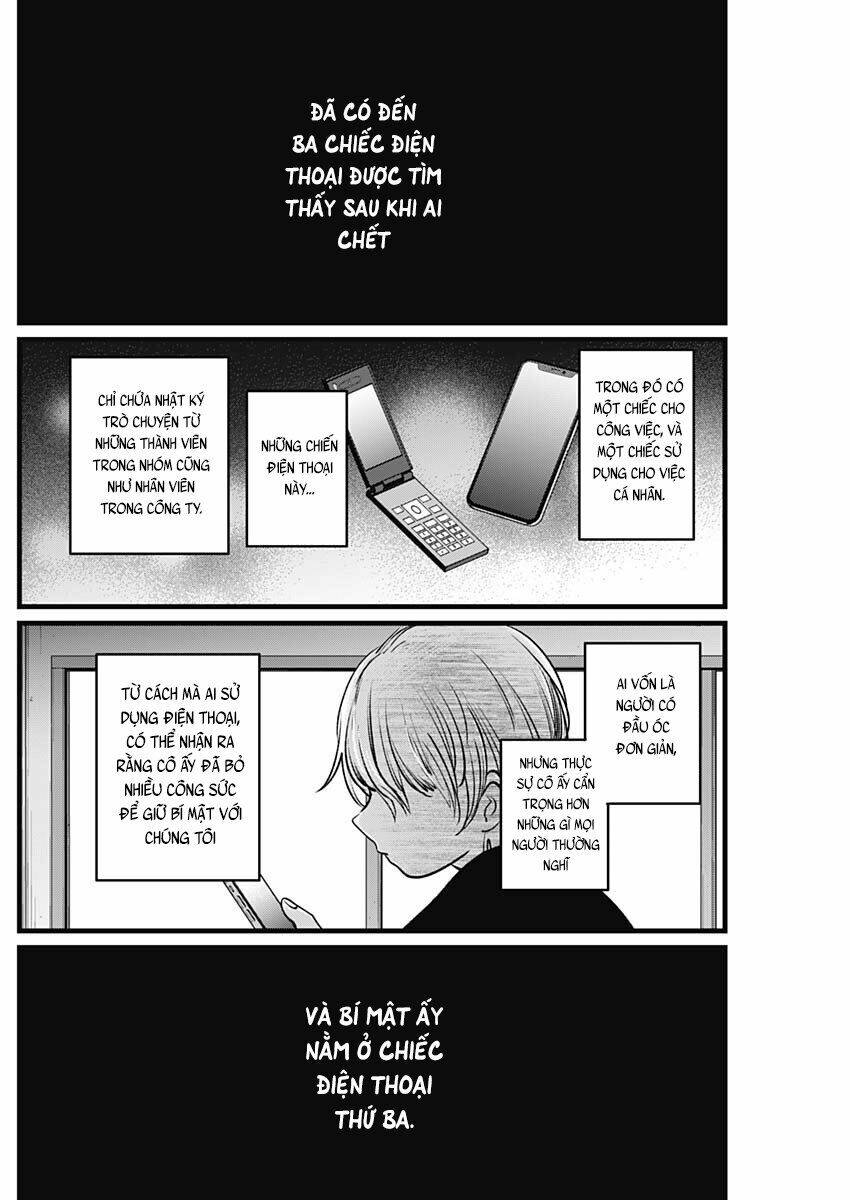 ĐÃ CÓ ĐẾN
BA CHIẾC ĐIỆN
THOẠI ĐƯỢC TÌM
THẤY SAU KHI AI
CHẾT
TRONG ĐÓ CÓ
MỘT CHIẾC CHO
CÔNG VIỆC, VÀ
MỘT CHIẾC SỬ
DỤNG CHO VIỆC
CÁ NHÂN.
NHỮNG CHIẾN
ĐIỆN THOẠI
NÀY...
CHỈ CHỨA NHẬT KÝ
TRÒ CHUYỆN TỪ
NHỮNG THÀNH VIÊN
TRONG NHÓM CŨNG
NHƯ NHÂN VIÊN
TRONG CÔNG TY.
AI VỐN LÀ
NGƯỜI CÓ
ĐẦU ÓC
ĐƠN GIẢN,
NHƯNG THỰC
SỰ CÔ ẤY CẨN
TRỌNG HƠN
NHỮNG GÌ MỌI
NGƯỜI THƯỜNG
NGHĨ
TỪ CÁCH MÀ AI SỬ
DỤNG ĐIỆN THOẠI,
CÓ THỂ NHẬN RA
RẰNG CÔ ẤY ĐÃ BỎ
NHIỀU CÔNG SỨC
ĐỂ GIỮ BÍ MẬT VỚI
CHÚNG TÔI
VÀ BÍ MẬT ẤY
NẰM Ở CHIẾC
ĐIỆN THOẠI
THỨ BA.